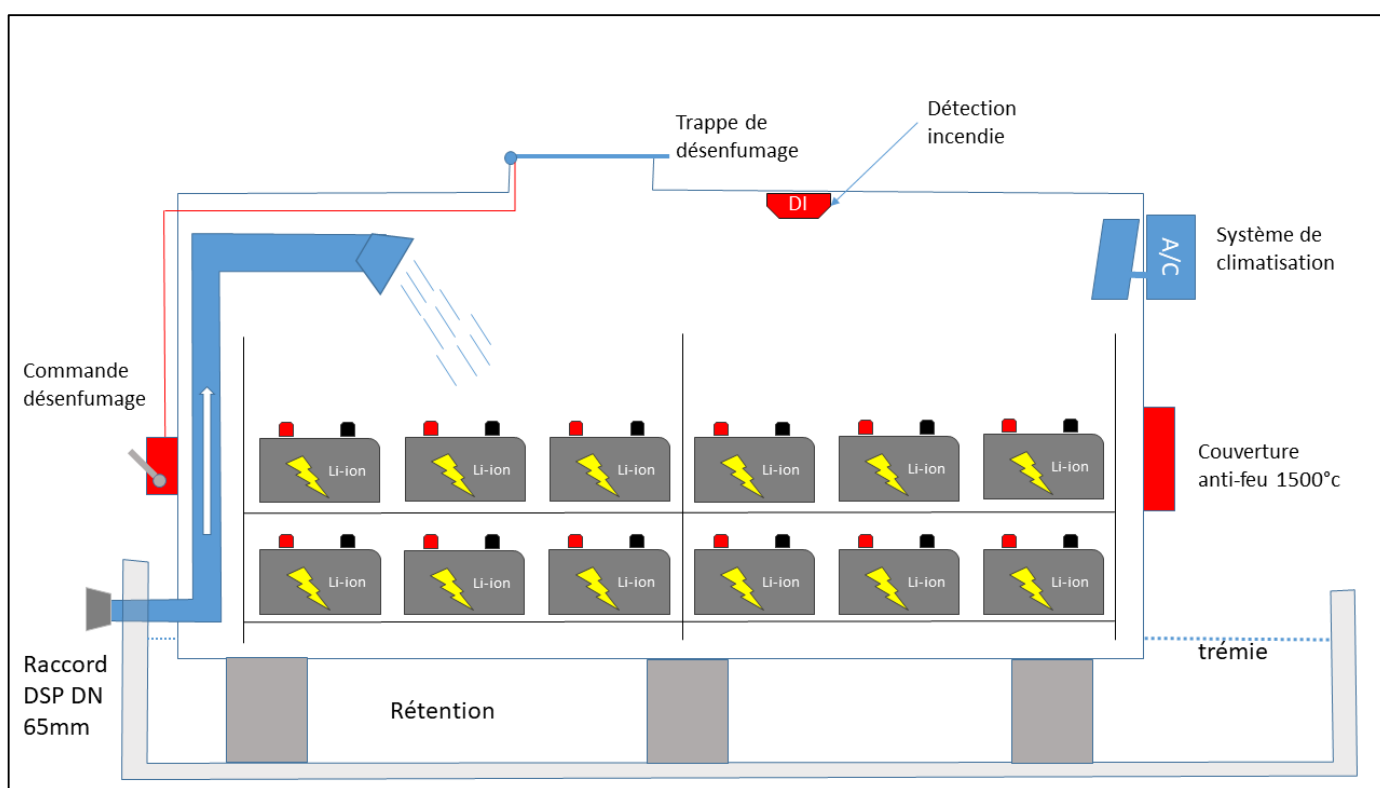 Trappe de
désenfumage
Détection
incendie
DI
A/C
Système de
climatisation
Commande
désenfumage
Couverture
anti-feu 1500°c
Li-ion
Li-ion
Li-ion
Li-ion
Li-ion
Li-ion
Li-ion
Li-ion
Li-ion
Li-ion
Li-ion
Li-ion
Raccord
DSP DN
65mm
Rétention
trémie